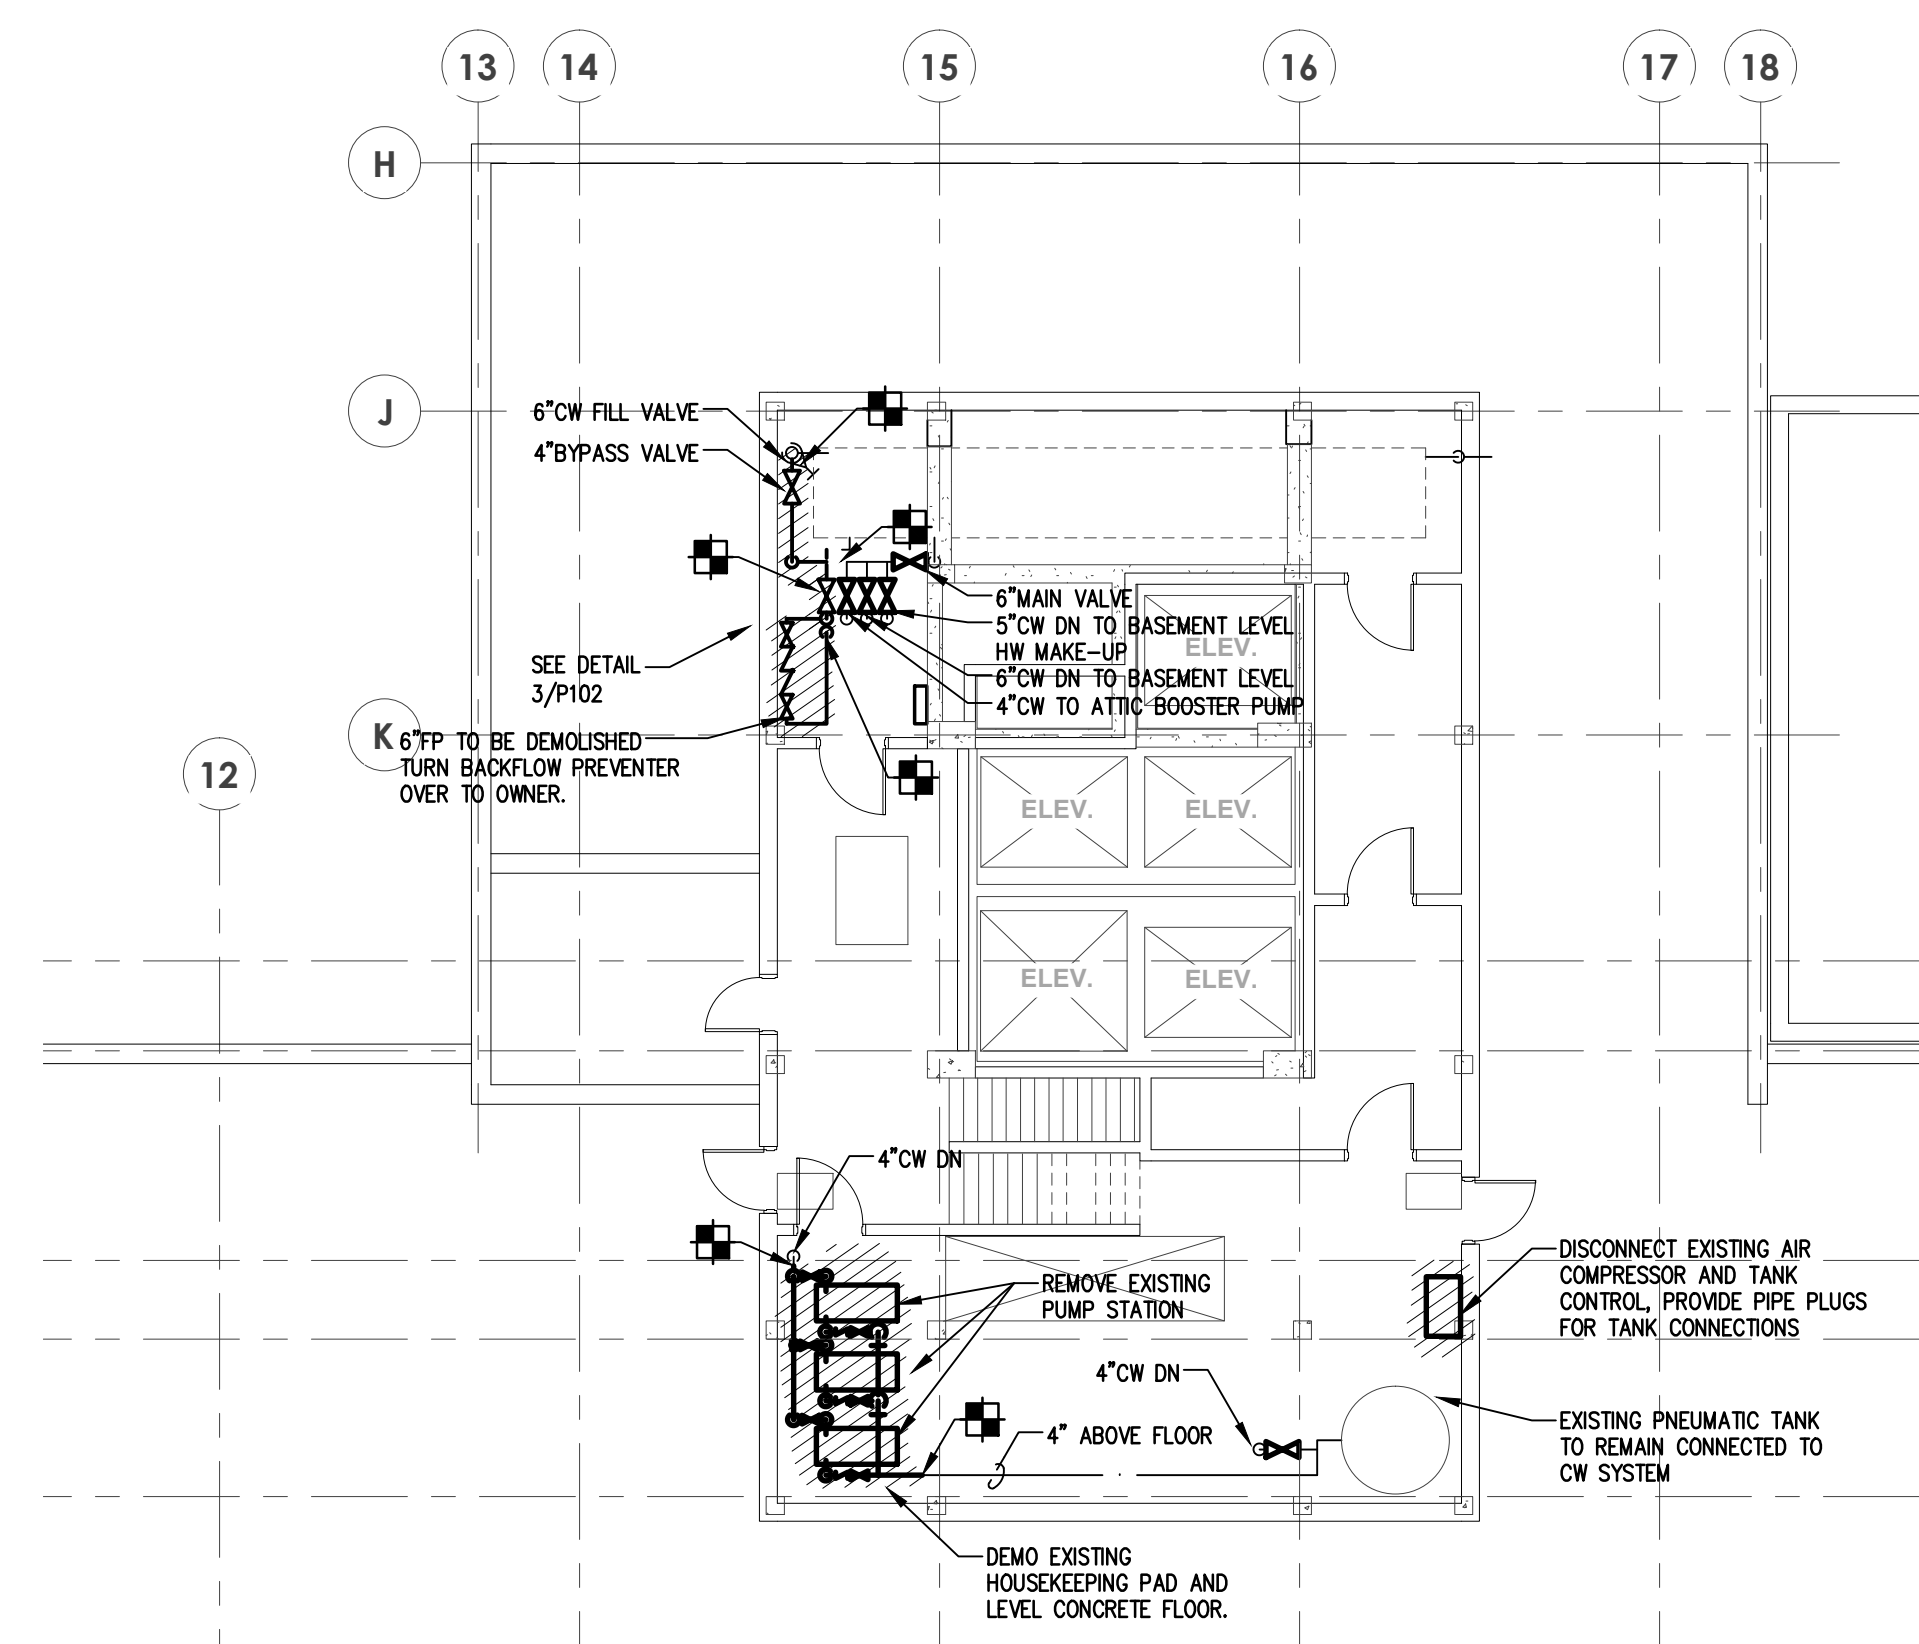 13
14
15
16
17
18
H
J
6"CW FILL VALVE
4"BYPASS VALVE
6"MAIN VALVE
5"CW DN TO BASEMENT LEVEL
HW MAKE-UP
6"CW DN TO BASEMENT LEVEL
4"CW TO ATTIC BOOSTER PUMP
ELEV.
SEE DETAIL
3/P102
K
6"FP TO BE DEMOLISHED
TURN BACKFLOW PREVENTER
OVER TO OWNER.
12
ELEV.
ELEV.
ELEV.
ELEV.
4"CW DN
REMOVE EXISTING
PUMP STATION
DISCONNECT EXISTING AIR
COMPRESSOR AND TANK
CONTROL, PROVIDE PIPE PLUGS
FOR TANK CONNECTIONS
4"CW DN
4" ABOVE FLOOR
EXISTING PNEUMATIC TANK
TO REMAIN CONNECTED TO
CW SYSTEM
DEMO EXISTING
HOUSEKEEPING PAD AND
LEVEL CONCRETE FLOOR.